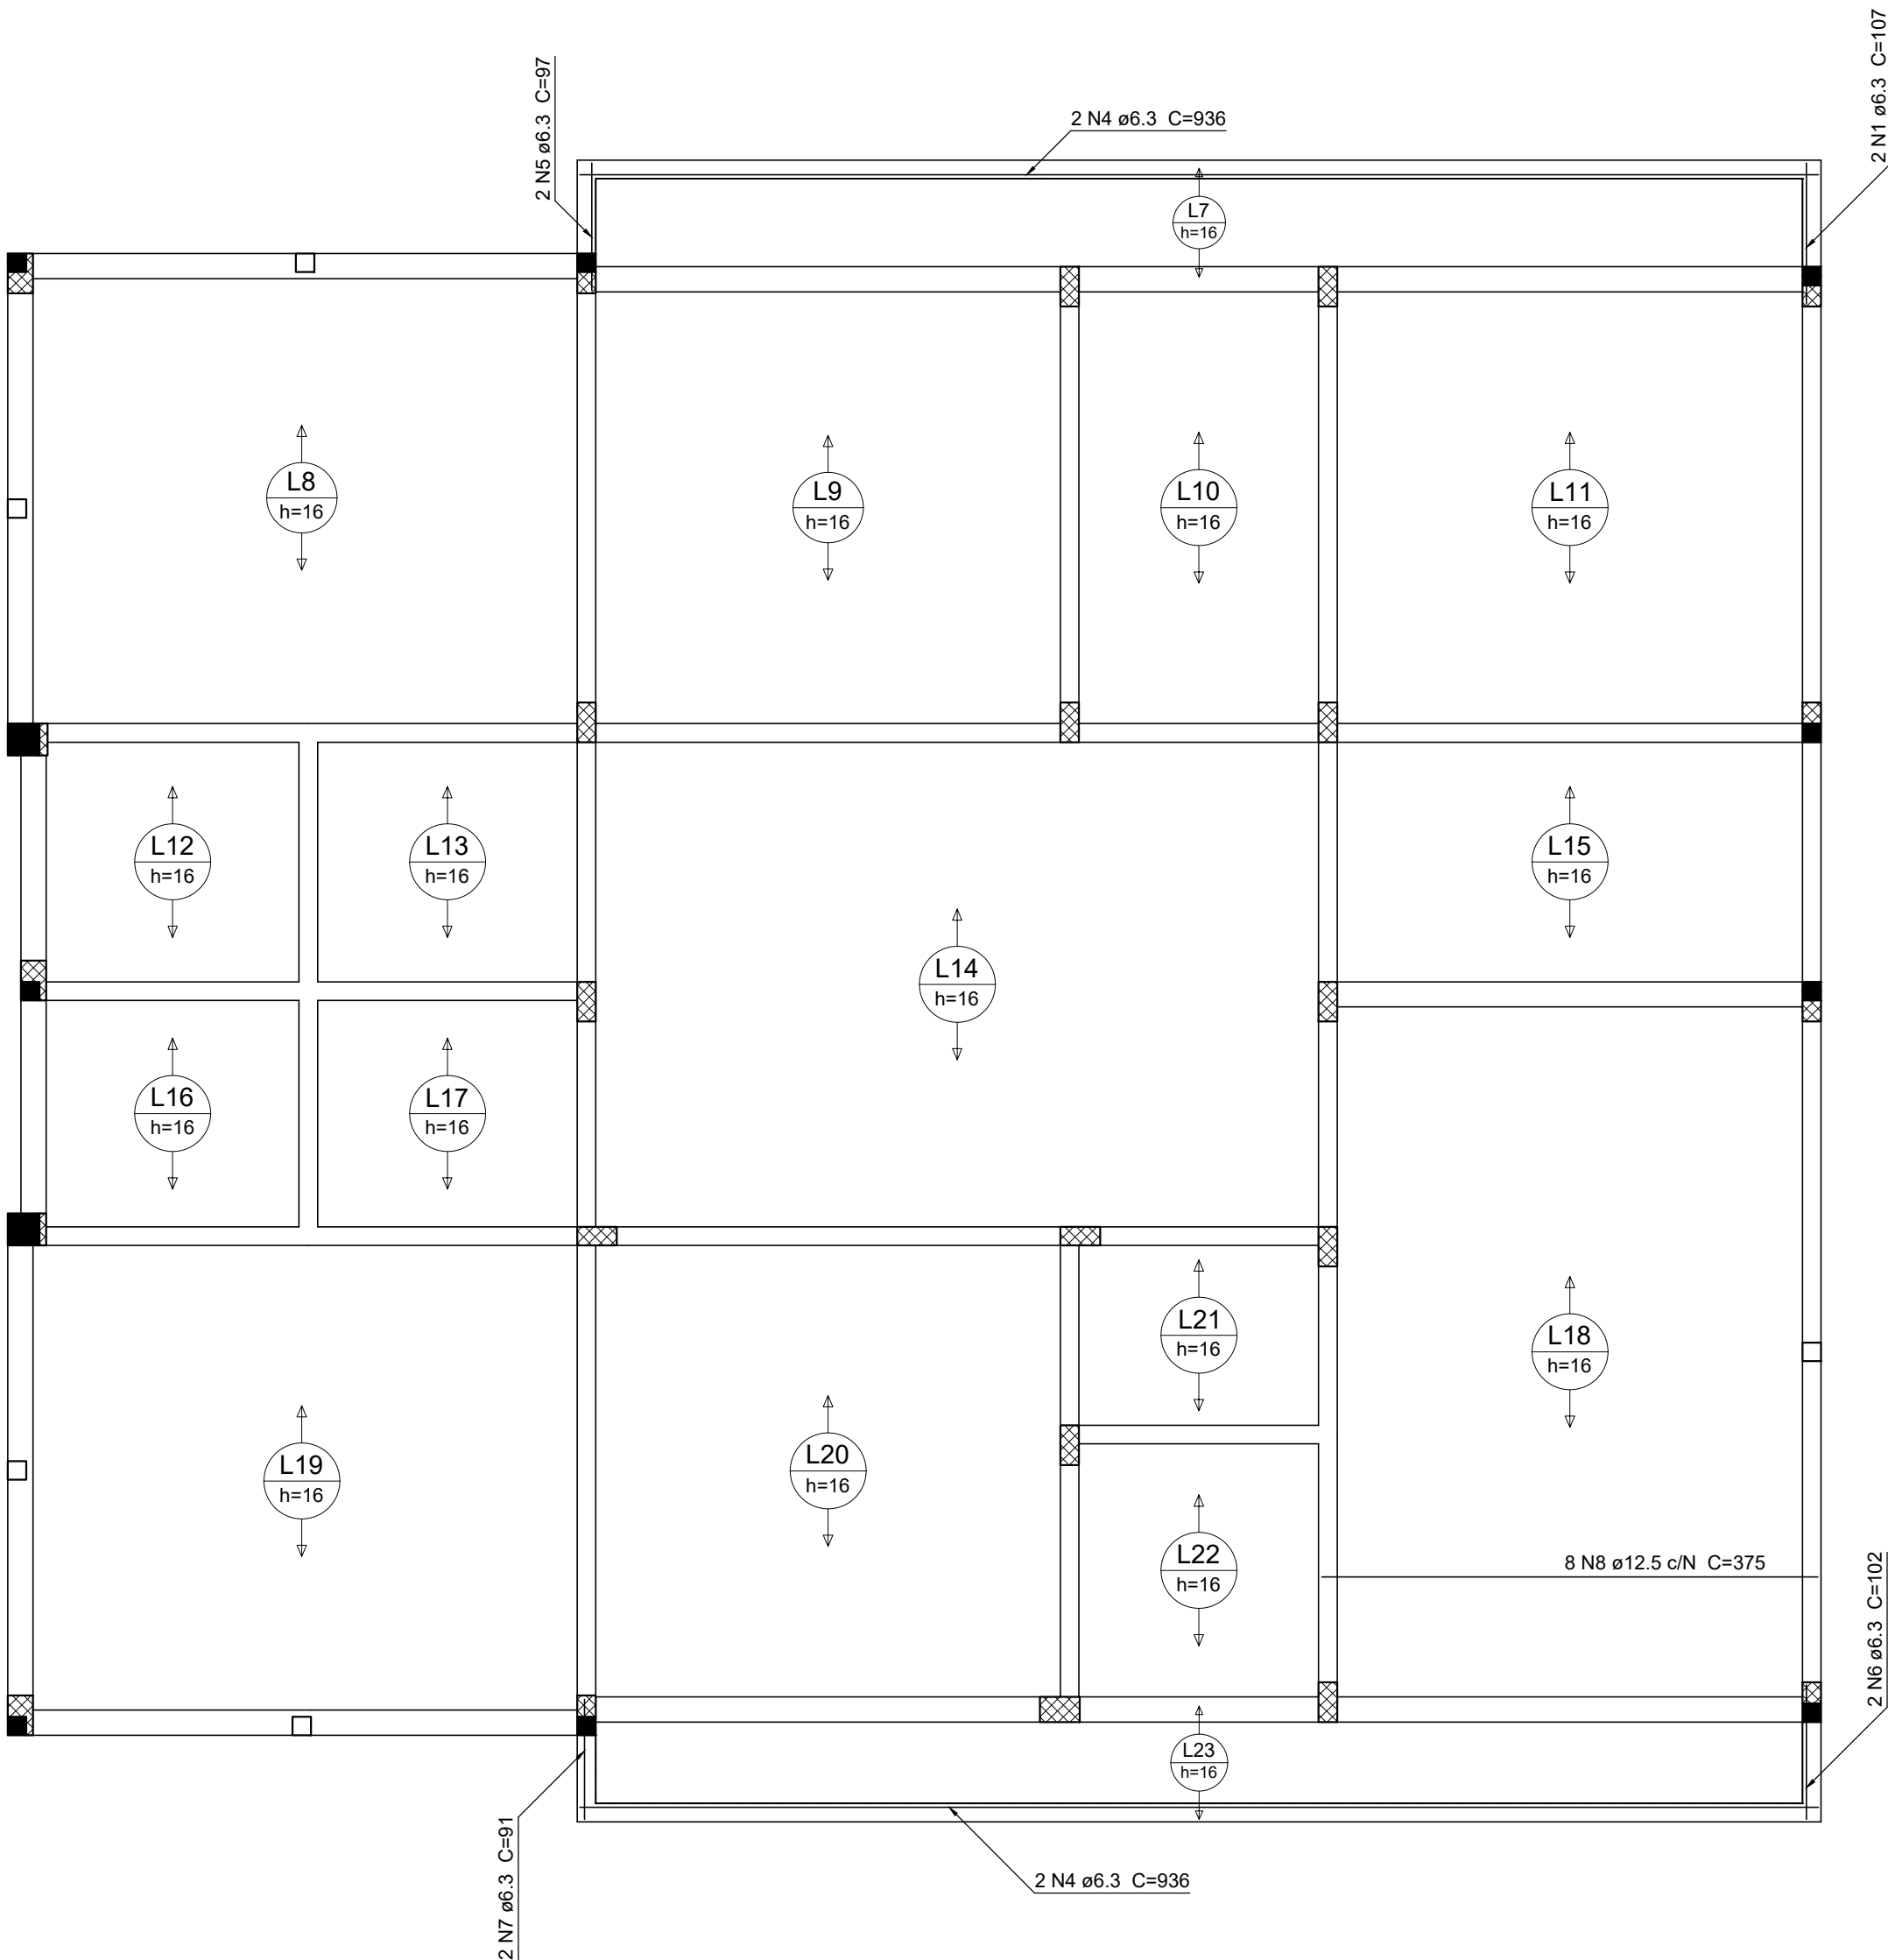 2 N1 ø6.3  C=107
2 N5 ø6.3  C=97
2 N4 ø6.3  C=936
L7
h=16
L8
h=16
L9
h=16
L10
h=16
L11
h=16
L12
h=16
L13
h=16
L15
h=16
L14
h=16
L16
h=16
L17
h=16
L21
h=16
L18
h=16
L19
h=16
L20
h=16
L22
h=16
8 N8 ø12.5 c/N  C=375
2 N6 ø6.3  C=102
L23
h=16
2 N7 ø6.3  C=91
2 N4 ø6.3  C=936